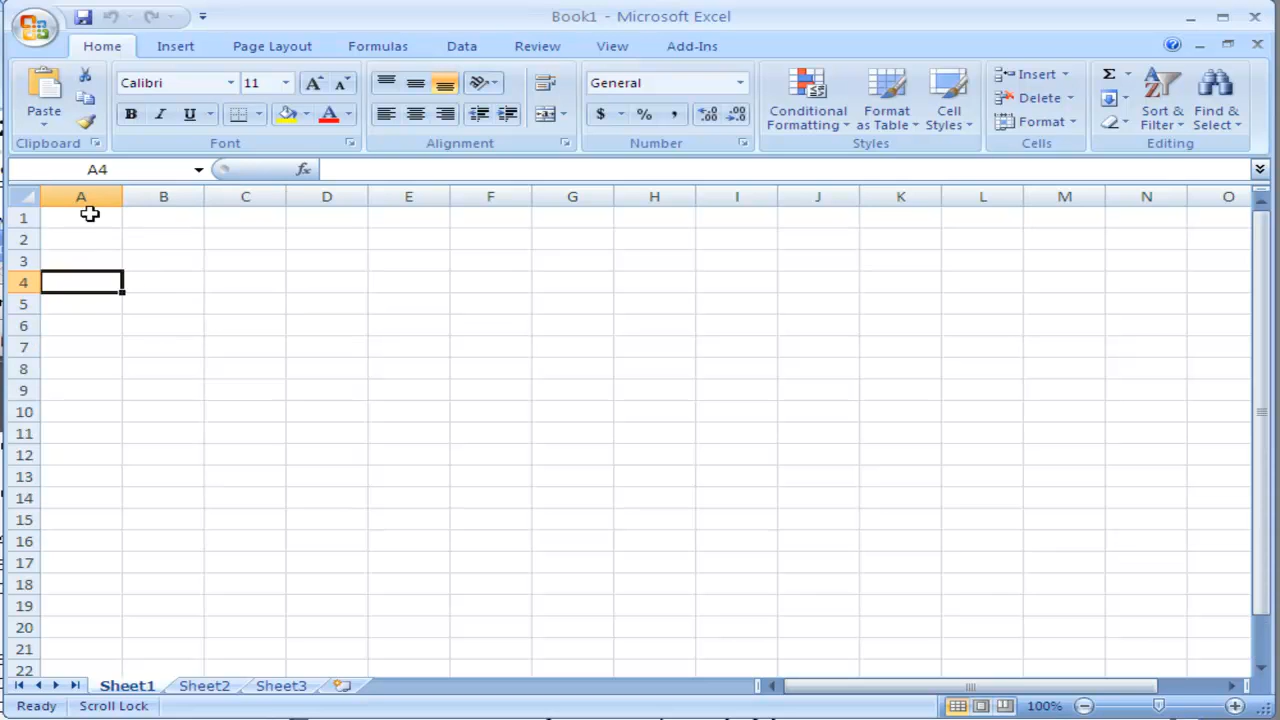 Book1 - Microsoft Excel
Home Insert Page Layout Formulas Data Review View Add-Ins
Paste
Clipboard
Calibri 11
B I U
Font
Alignment
General
$ % ,
Number
Conditional Formatting
Format as Table
Cell Styles
Styles
Insert
Delete
Format
Cells
Σ
Sort & Filter
Find & Select
Editing
A4 fx
A B C D E F G H I J K L M N O
1
2
3
4
5
6
7
8
9
10
11
12
13
14
15
16
17
18
19
20
21
22
Sheet1 Sheet2 Sheet3
Ready Scroll Lock 100%